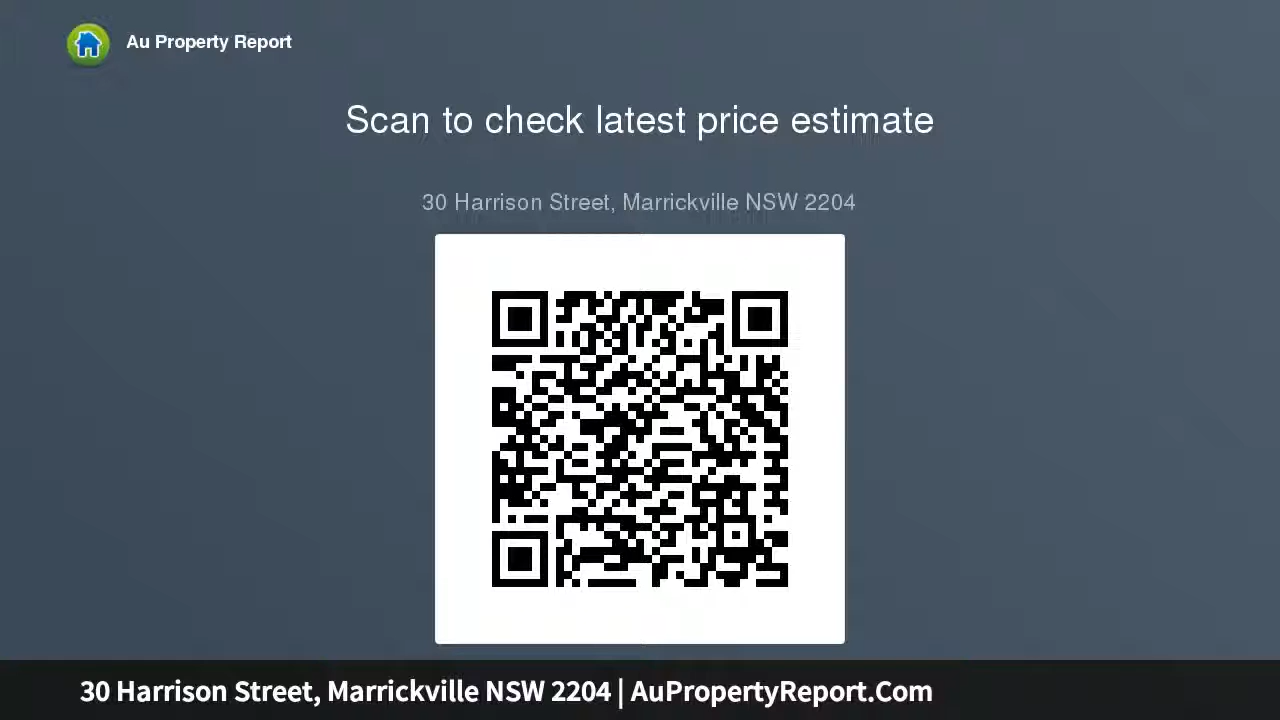 Au Property Report
Scan to check latest price estimate
30 Harrison Street, Marrickville NSW 2204
30 Harrison Street, Marrickville NSW 2204 | AuPropertyReport.Com